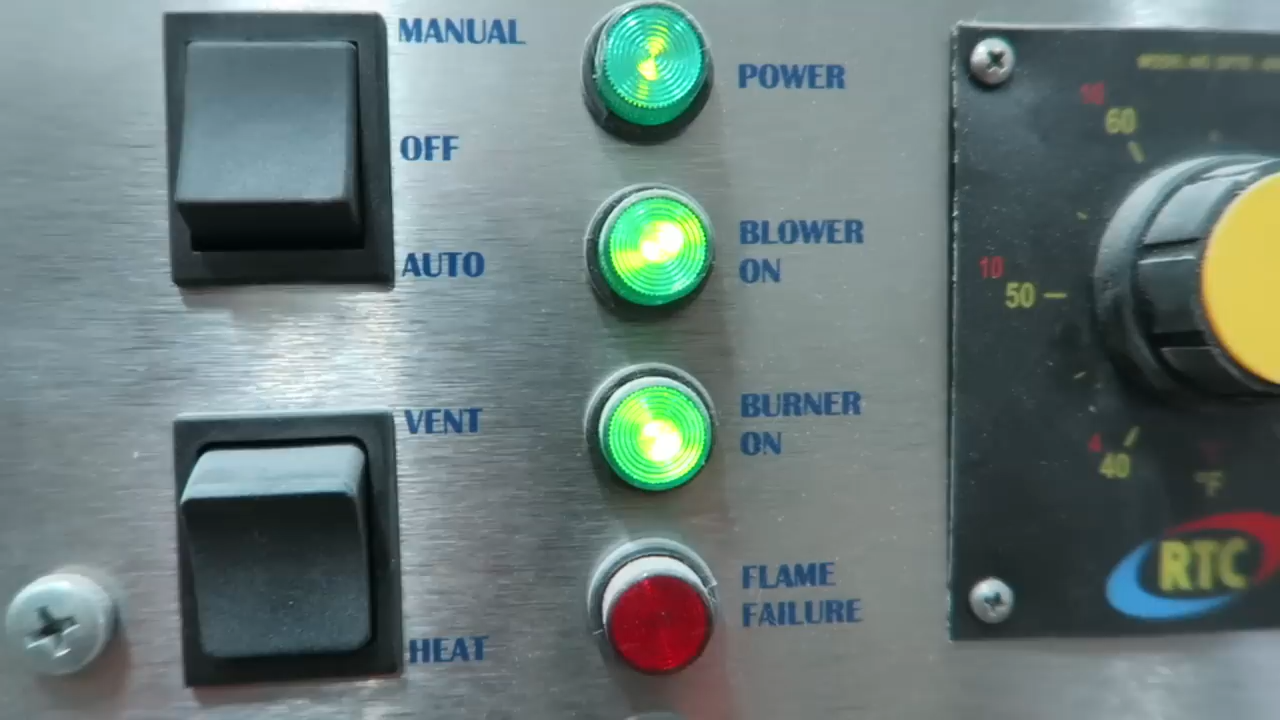 MANUAL
OFF
AUTO
VENT
HEAT
POWER
BLOWER
ON
BURNER
ON
FLAME
FAILURE
60
10
50
4
40
°F
RTC